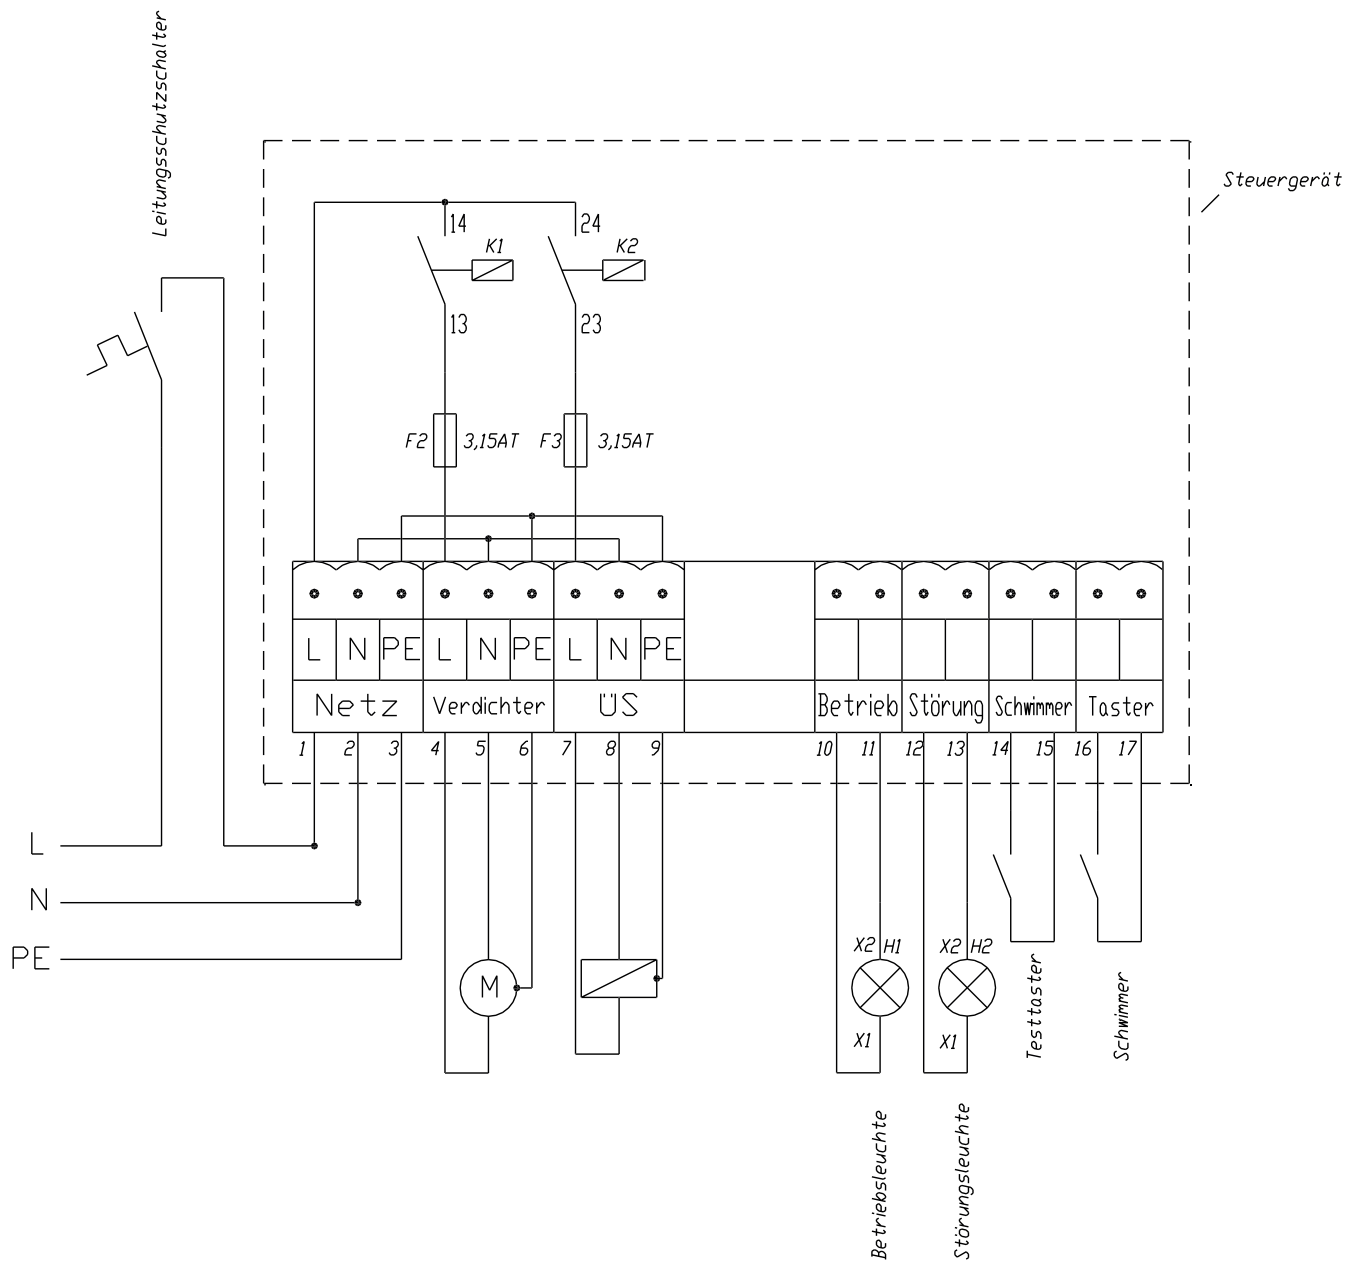 Leitungsschutzschalter
Steuergerät
14
24
K1
K2
13
23
F2
3,15AT
F3
3,15AT
L N PE L N PE L N PE
Netz Verdichter ÜS Betrieb Störung Schwimmer Taster
1 2 3 4 5 6 7 8 9 10 11 12 13 14 15 16 17
L
N
PE
M
X2 H1
X2 H2
X1
X1
Testtaster
Schwimmer
Betriebsleuchte
Störungsleuchte